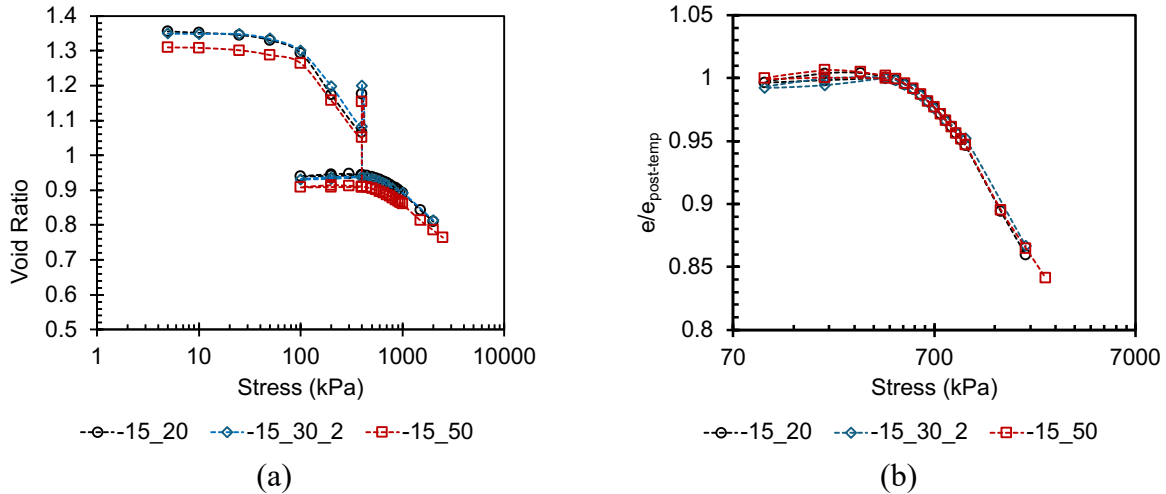 1.4
1.3
1.2
1.1
1
0.9
0.8
0.7
0.6
0.5
Void Ratio
1 10 100 1000 10000
Stress (kPa)
-15_20 -15_30_2 -15_50
(a)
1.05
1
0.95
0.9
0.85
0.8
e/epost-temp
70 700 7000
Stress (kPa)
-15_20 -15_30_2 -15_50
(b)